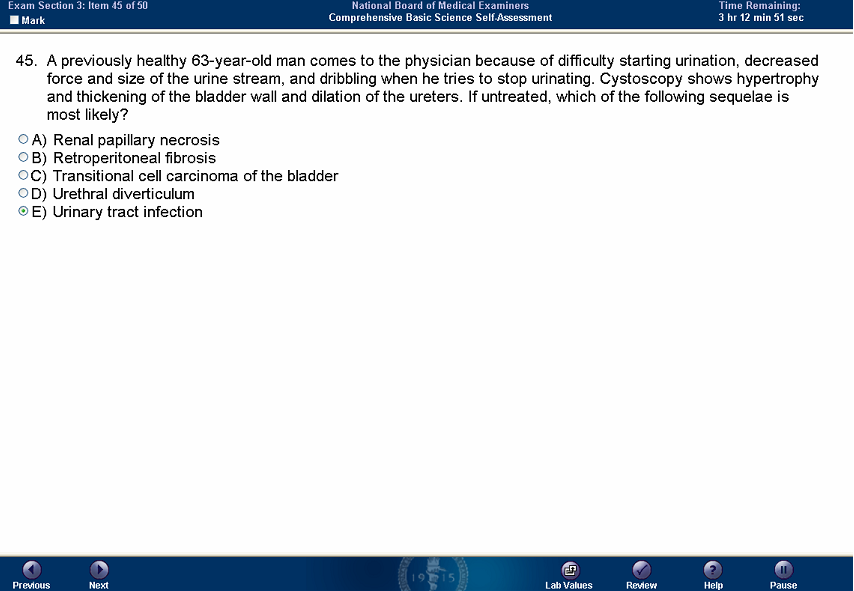 Exam Section 3: Item 45 of 50
National Board of Medical Examiners
Time Remaining:
Mark
Comprehensive Basic Science Self-Assessment
3 hr 12 min 51 sec
45. A previously healthy 63-year-old man comes to the physician because of difficulty starting urination, decreased
force and size of the urine stream, and dribbling when he tries to stop urinating. Cystoscopy shows hypertrophy
and thickening of the bladder wall and dilation of the ureters. If untreated, which of the following sequelae is
most likely?
A) Renal papillary necrosis
B) Retroperitoneal fibrosis
C) Transitional cell carcinoma of the bladder
D) Urethral diverticulum
E) Urinary tract infection
1915
Previous
Next
Lab Values
Review
Help
Pause